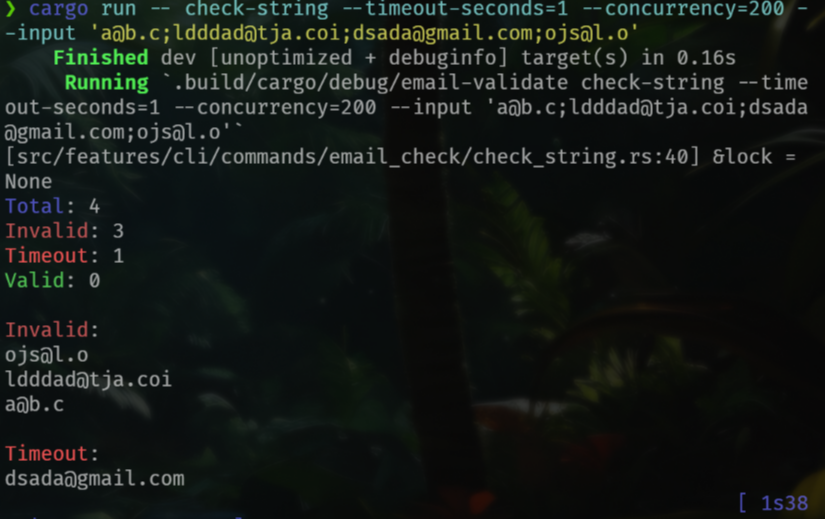 ❯ cargo run -- check-string --timeout-seconds=1 --concurrency=200 -
-input 'a@b.c;ldddad@tja.coi;dsada@gmail.com;ojs@l.o'
    Finished dev [unoptimized + debuginfo] target(s) in 0.16s
     Running `.build/cargo/debug/email-validate check-string --time
out-seconds=1 --concurrency=200 --input 'a@b.c;ldddad@tja.coi;dsada
@gmail.com;ojs@l.o'`
[src/features/cli/commands/email_check/check_string.rs:40] &lock =
None
Total: 4
Invalid: 3
Timeout: 1
Valid: 0

Invalid:
ojs@l.o
ldddad@tja.coi
a@b.c

Timeout:
dsada@gmail.com
[ 1s38